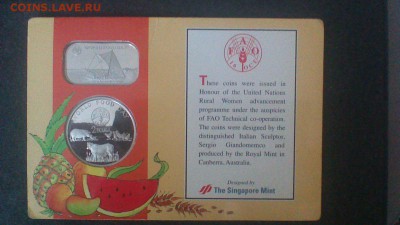 COINS.LAVE.RU
FAO
These coins were issued in
Honour of the United Nations
Rural Women advancement
programme under the auspicies
of FAO Technical co-operation.
The coins were designed by the
distinguished Italian Sculptor,
Sergio Giandomenico and
produced by the Royal Mint in
Canberra, Australia.
Designed by
The Singapore Mint